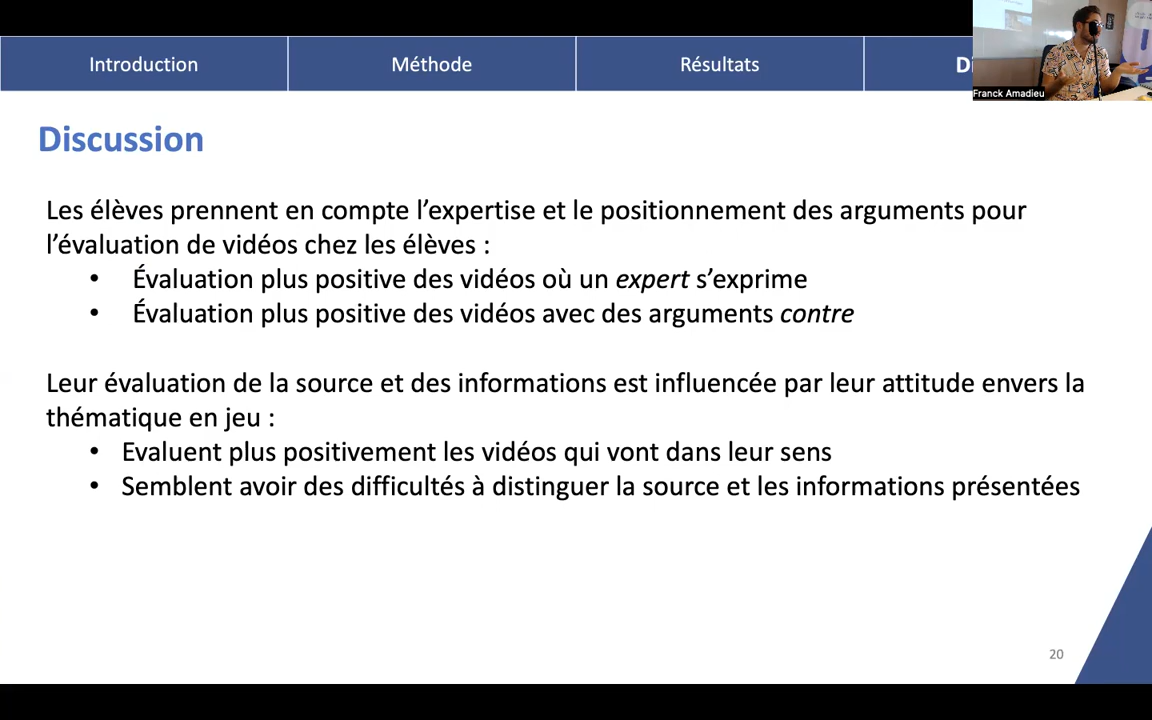 Introduction
Méthode
Résultats
Franck Amadieu
Discussion
Les élèves prennent en compte l’expertise et le positionnement des arguments pour
l’évaluation de vidéos chez les élèves :
• Évaluation plus positive des vidéos où un expert s’exprime
• Évaluation plus positive des vidéos avec des arguments contre
Leur évaluation de la source et des informations est influencée par leur attitude envers la
thématique en jeu :
• Evaluent plus positivement les vidéos qui vont dans leur sens
• Semblent avoir des difficultés à distinguer la source et les informations présentées
20